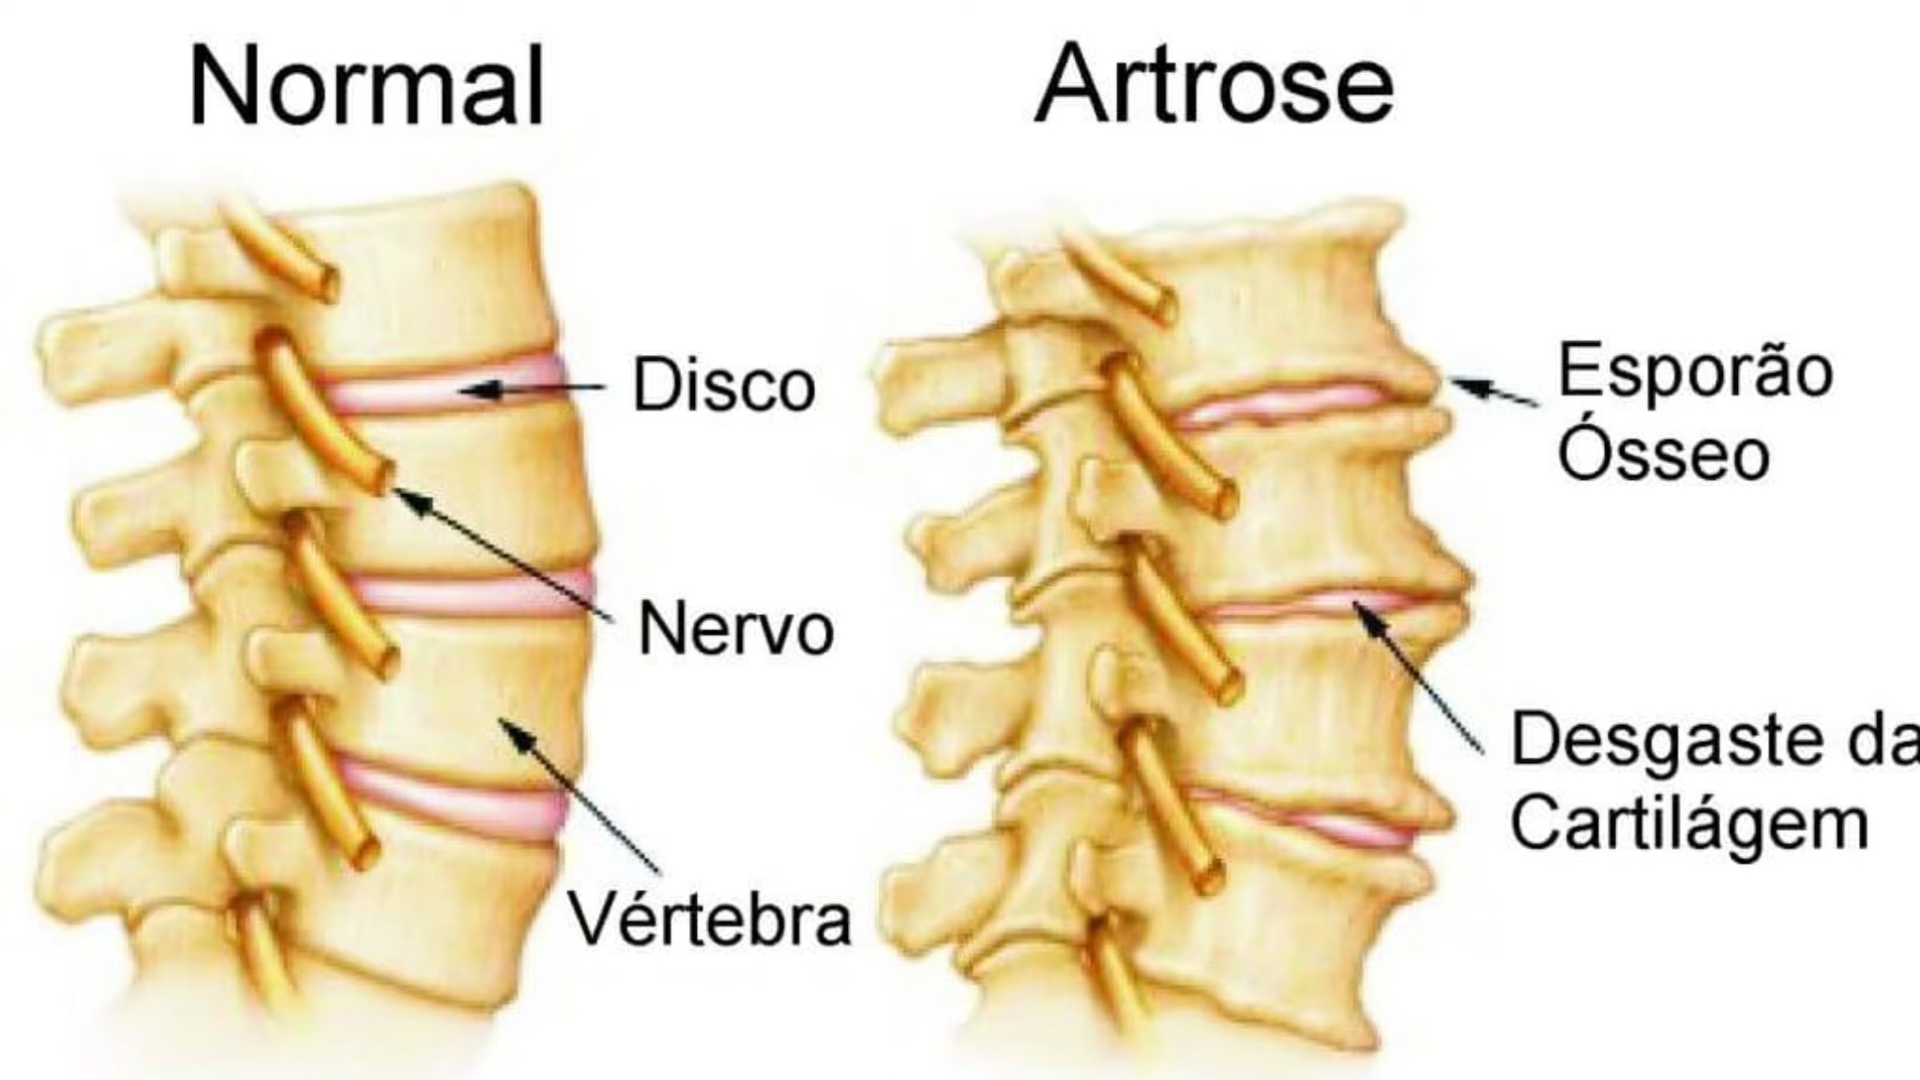 Normal
Artrose
Disco
Nervo
Vértebra
Esporão
Ósseo
Desgaste da
Cartilágem